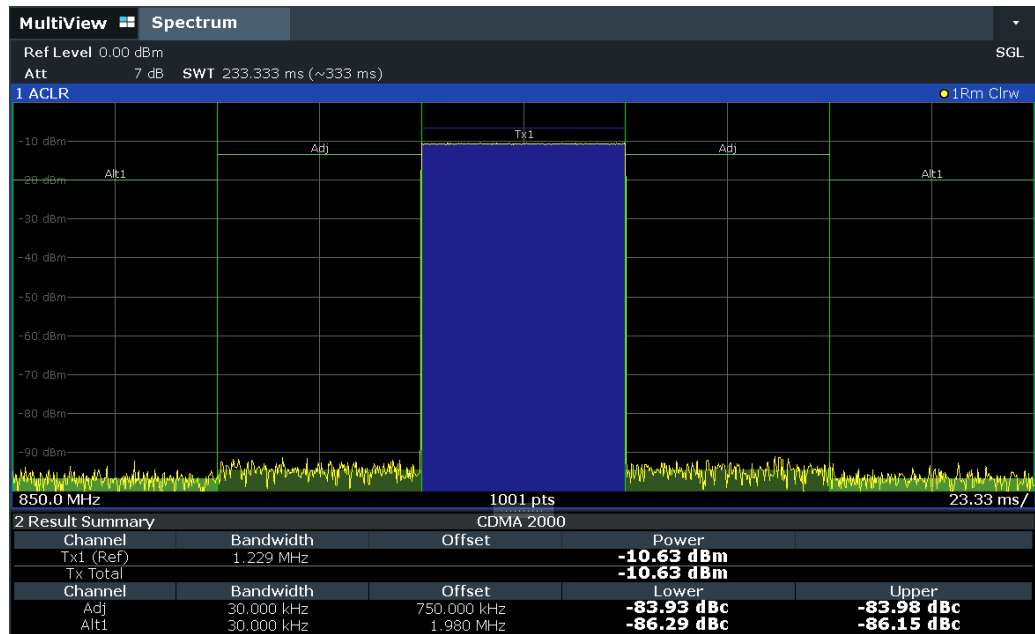 MultiView Spectrum
Ref Level 0.00 dBm SGL
Att 7 dB SWT 233.333 ms (~333 ms)
1 ACLR 1Rm Clrw
-10 dBm
Tx1
Adj Adj
Alt1 Alt1
-20 dBm
-30 dBm
-40 dBm
-50 dBm
-60 dBm
-70 dBm
-80 dBm
-90 dBm
850.0 MHz 1001 pts 23.33 ms/
2 Result Summary CDMA 2000
Channel Bandwidth Offset Power
Tx1 (Ref) 1.229 MHz -10.63 dBm
Tx Total -10.63 dBm
Channel Bandwidth Offset Lower Upper
Adj 30.000 kHz 750.000 kHz -83.93 dBc -83.98 dBc
Alt1 30.000 kHz 1.980 MHz -86.29 dBc -86.15 dBc